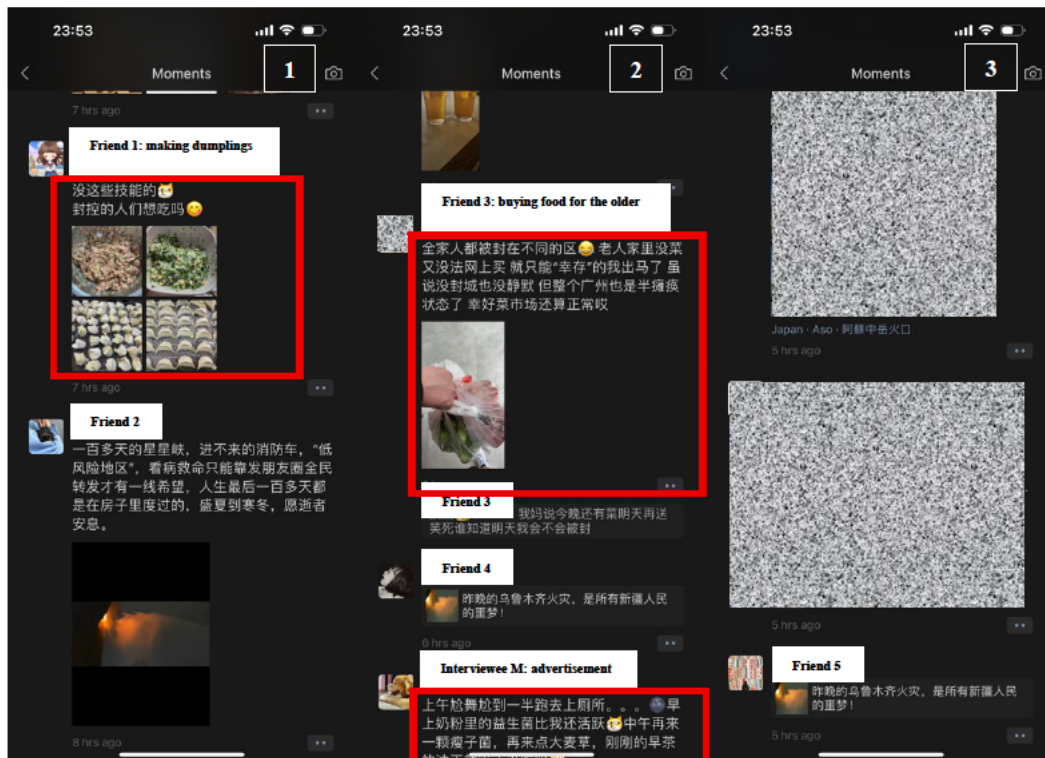 23:53
Moments
1
7 hrs ago
Friend 1: making dumplings
没这些技能的
封控的人们想吃吗
7 hrs ago
Friend 2
一百多天的星星峡，进不来的消防车，“低
风险地区”，看病救命只能靠发朋友圈全民
转发才有一线希望，人生最后一百多天都
是在房子里度过的，盛夏到寒冬，愿逝者
安息。
8 hrs ago
23:53
Moments
2
Friend 3: buying food for the older
全家人都被封在不同的区😂 老人家里没菜
又没法网上买 就只能“幸存”的我出马了 虽
说没封城也没静默 但整个广州也是半瘫痪
状态了 幸好菜市场还算正常哎
Friend 3
我妈说今晚还有菜明天再送
笑死谁知道明天我会不会被封
Friend 4
昨晚的乌鲁木齐火灾，是所有新疆人民
的噩梦！
6 hrs ago
Interviewee M: advertisement
上午尬舞尬到一半跑去上厕所。。。早
上奶粉里的益生菌比我还活跃中午再来
一颗瘦子菌，再来点大麦草，刚刚的早茶
23:53
Moments
3
Japan · Aso · 阿蘇中岳火口
5 hrs ago
5 hrs ago
Friend 5
昨晚的乌鲁木齐火灾，是所有新疆人民
的噩梦！
5 hrs ago